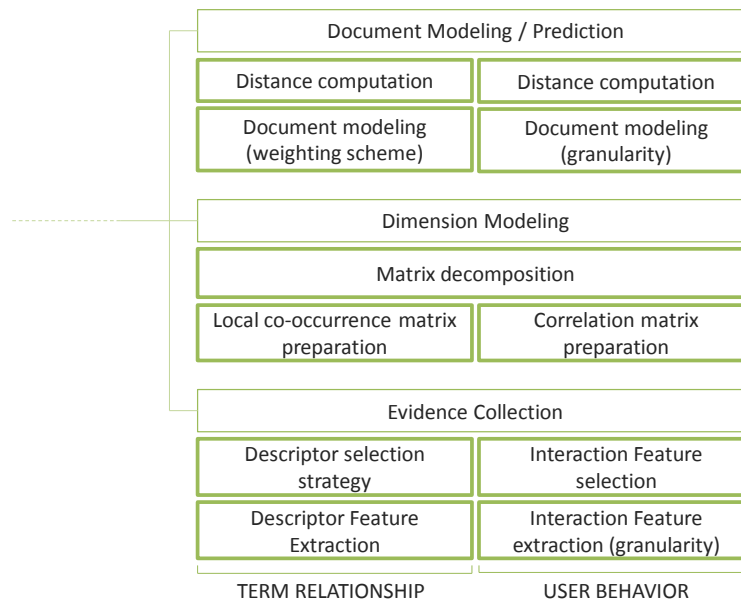 Document Modeling / Prediction
Distance computation
Distance computation
Document modeling
(weighting scheme)
Document modeling
(granularity)
Dimension Modeling
Matrix decomposition
Local co-occurrence matrix
preparation
Correlation matrix
preparation
Evidence Collection
Descriptor selection
strategy
Interaction Feature
selection
Descriptor Feature
Extraction
Interaction Feature
extraction (granularity)
TERM RELATIONSHIP
USER BEHAVIOR